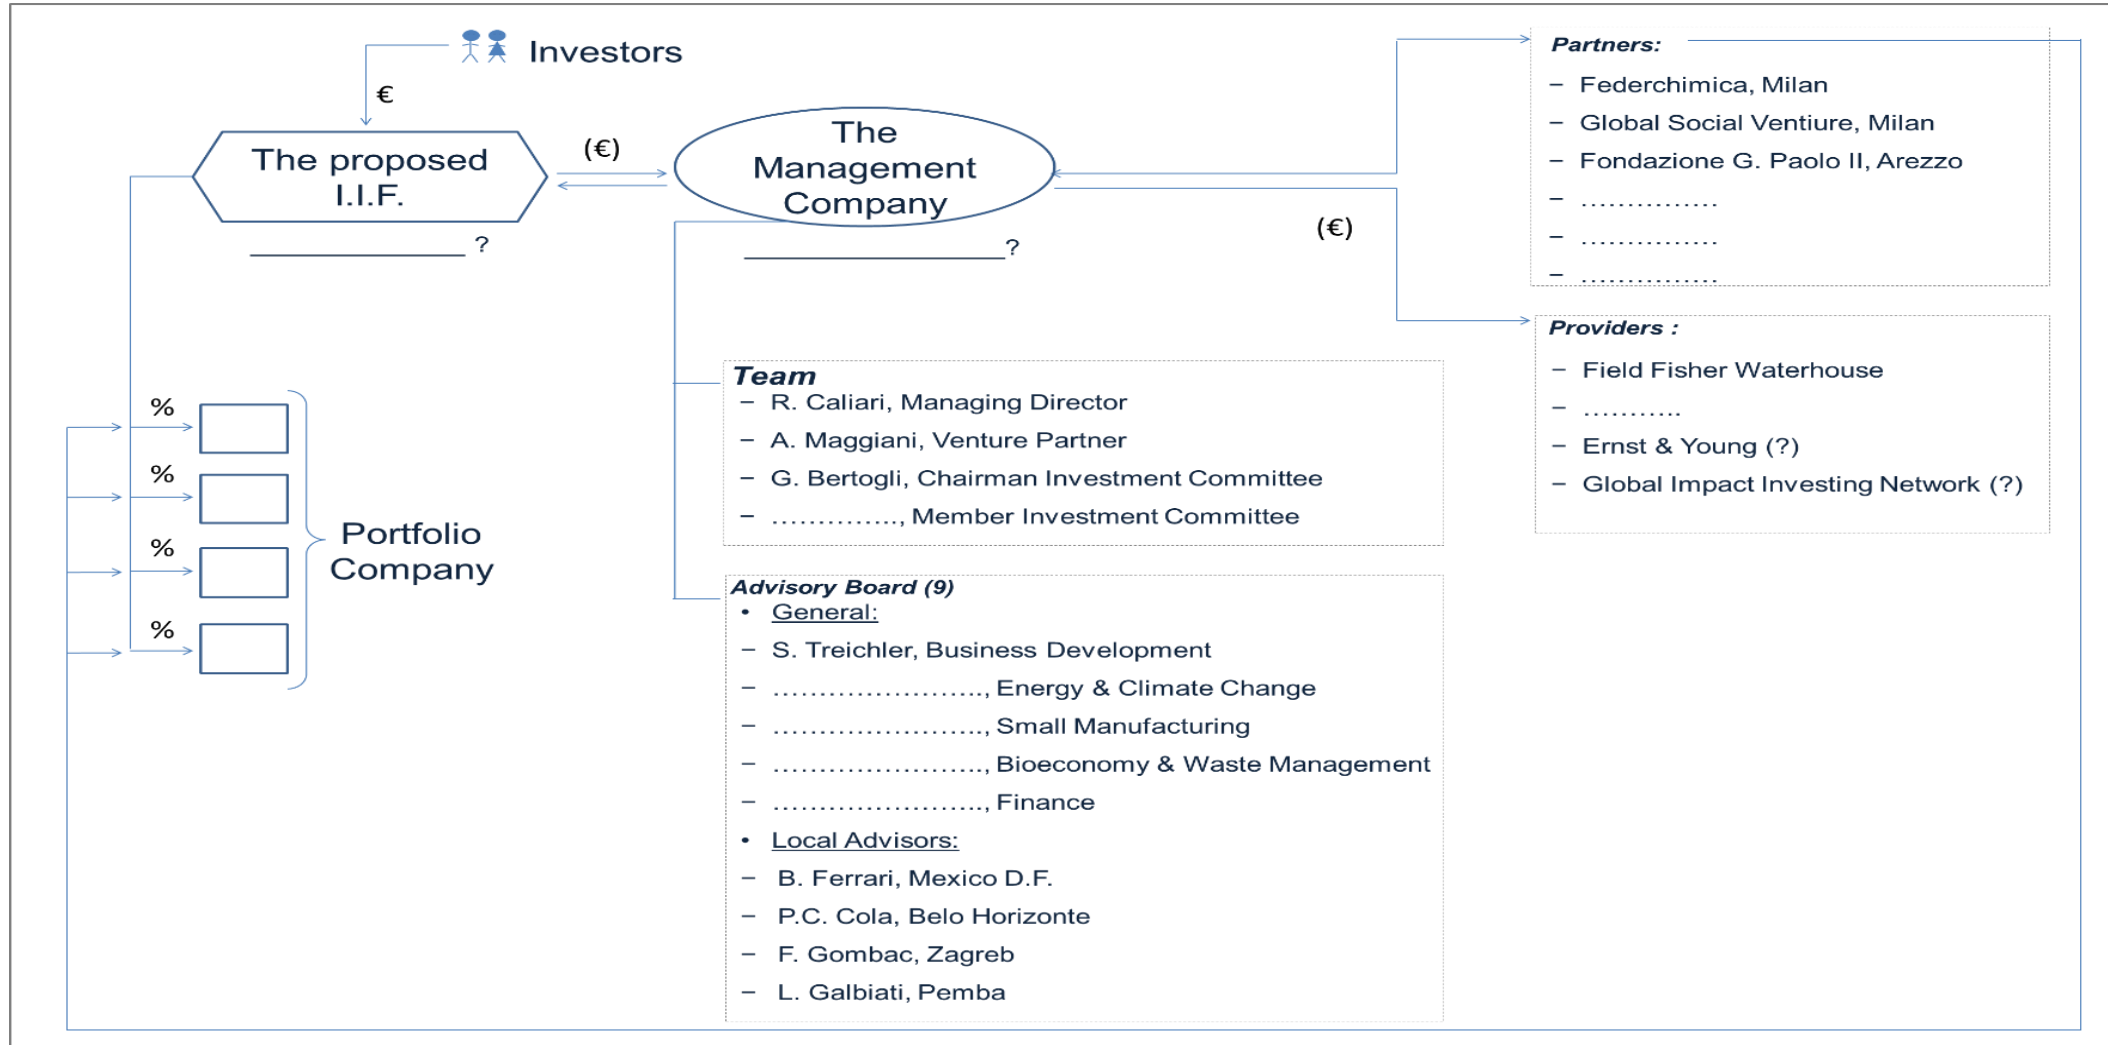 Investors
€
The proposed
I.I.F.
(€)
____________________ ?
The
Management
Company
________________________?
(€)
Partners:
– Federchimica, Milan
– Global Social Ventiure, Milan
– Fondazione G. Paolo II, Arezzo
– ……………
– ……………
– ……………
Providers :
– Field Fisher Waterhouse
– ………..
– Ernst & Young (?)
– Global Impact Investing Network (?)
Team
– R. Caliari, Managing Director
– A. Maggiani, Venture Partner
– G. Bertogli, Chairman Investment Committee
– ………….., Member Investment Committee
%
%
%
%
Portfolio
Company
Advisory Board (9)
• General:
– S. Treichler, Business Development
– ………………….., Energy & Climate Change
– ………………….., Small Manufacturing
– ………………….., Bioeconomy & Waste Management
– ………………….., Finance
• Local Advisors:
– B. Ferrari, Mexico D.F.
– P.C. Cola, Belo Horizonte
– F. Gombac, Zagreb
– L. Galbiati, Pemba